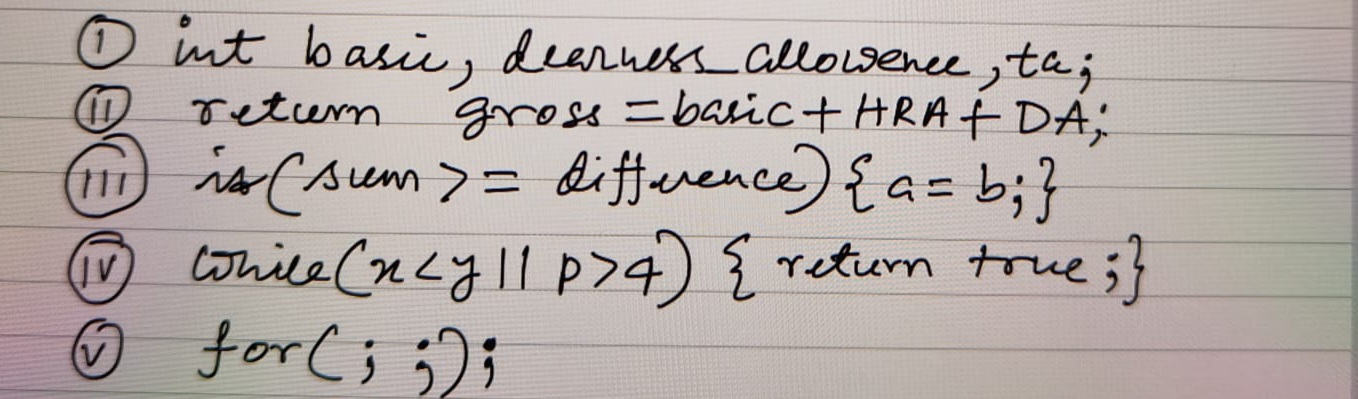 (I) int basic, dearness_allowence, ta;
(II) return gross = basic + HRA + DA;
(III) is (sum >= difference) { a = b; }
(IV) while (x < y || p > q) { return true; }
(V) for ( ; ; );